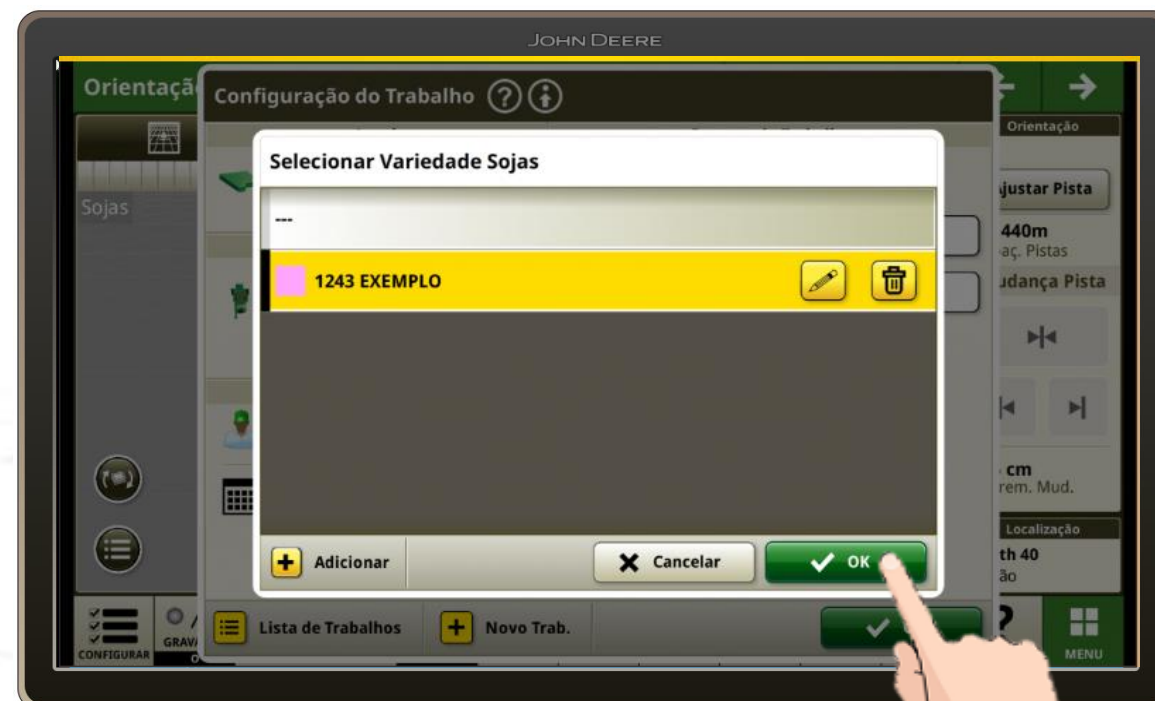 JOHN DEERE
Orientaçã
Configuração do Trabalho
Orientação
Selecionar Variedade Sojas
Sojas
---
Ajustar Pista
440m
aç. Pistas
1243 EXEMPLO
udança Pista
cm
rem. Mud.
Localização
th 40
ão
Adicionar
Cancelar
OK
Lista de Trabalhos
Novo Trab.
CONFIGURAR
GRAV
MENU